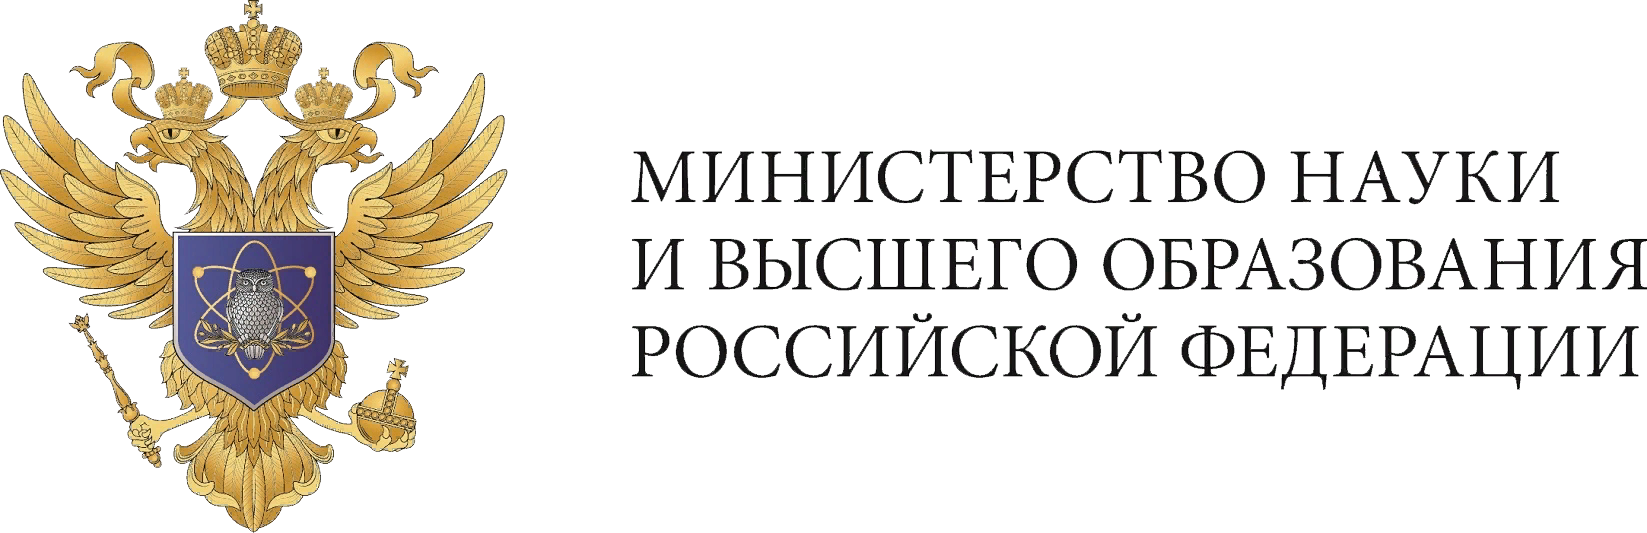 МИНИСТЕРСТВО НАУКИ
И ВЫСШЕГО ОБРАЗОВАНИЯ
РОССИЙСКОЙ ФЕДЕРАЦИИ